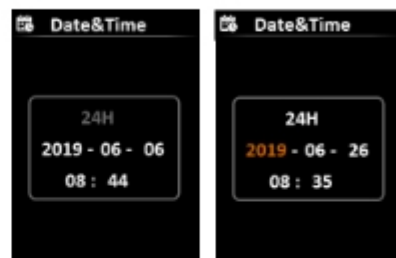 Date&Time
24H
2019 - 06 - 06
08 : 44
Date&Time
24H
2019 - 06 - 26
08 : 35